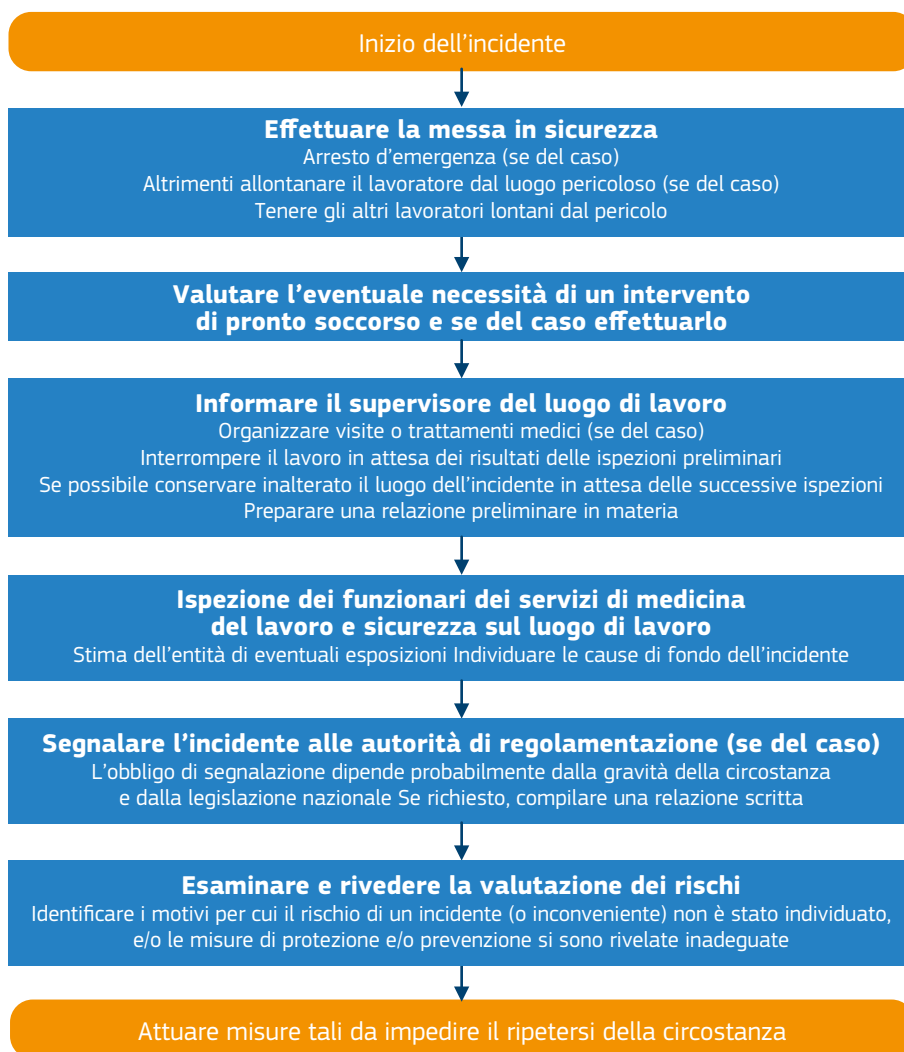 Inizio dell'incidente
Effettuare la messa in sicurezza
Arresto d'emergenza (se del caso)
Altrimenti allontanare il lavoratore dal luogo pericoloso (se del caso)
Tenere gli altri lavoratori lontani dal pericolo
Valutare l'eventuale necessità di un intervento
di pronto soccorso e se del caso effettuarlo
Informare il supervisore del luogo di lavoro
Organizzare visite o trattamenti medici (se del caso)
Interrompere il lavoro in attesa dei risultati delle ispezioni preliminari
Se possibile conservare inalterato il luogo dell'incidente in attesa delle successive ispezioni
Preparare una relazione preliminare in materia
Ispezione dei funzionari dei servizi di medicina
del lavoro e sicurezza sul luogo di lavoro
Stima dell'entità di eventuali esposizioni Individuare le cause di fondo dell'incidente
Segnalare l'incidente alle autorità di regolamentazione (se del caso)
L'obbligo di segnalazione dipende probabilmente dalla gravità della circostanza
e dalla legislazione nazionale Se richiesto, compilare una relazione scritta
Esaminare e rivedere la valutazione dei rischi
Identificare i motivi per cui il rischio di un incidente (o inconveniente) non è stato individuato,
e/o le misure di protezione e/o prevenzione si sono rivelate inadeguate
Attuare misure tali da impedire il ripetersi della circostanza